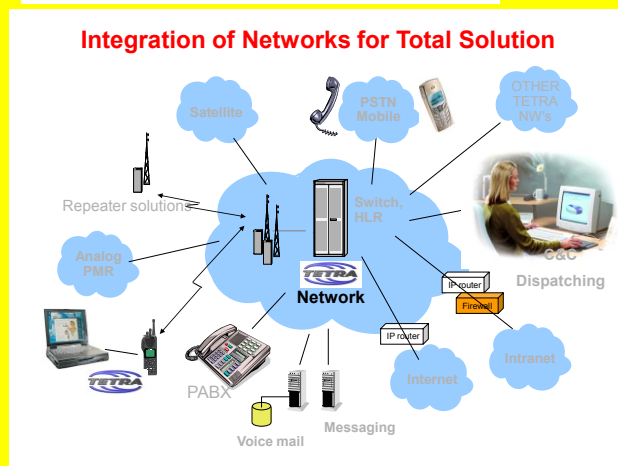 Integration of Networks for Total Solution
Satellite
PSTN
Mobile
OTHER
TETRA
NW's
Repeater solutions
Switch,
HLR
Analog
PMR
TETRA
Network
C&C
Dispatching
IP router
Firewall
IP router
TETRA
PABX
Internet
Intranet
Voice mail
Messaging